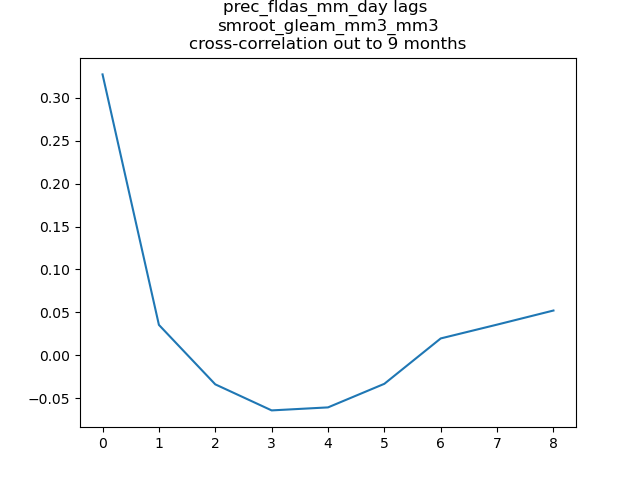 prec_fldas_mm_day lags
smroot_gleam_mm3_mm3
cross-correlation out to 9 months
0.30
0.25
0.20
0.15
0.10
0.05
0.00
−0.05
0 1 2 3 4 5 6 7 8